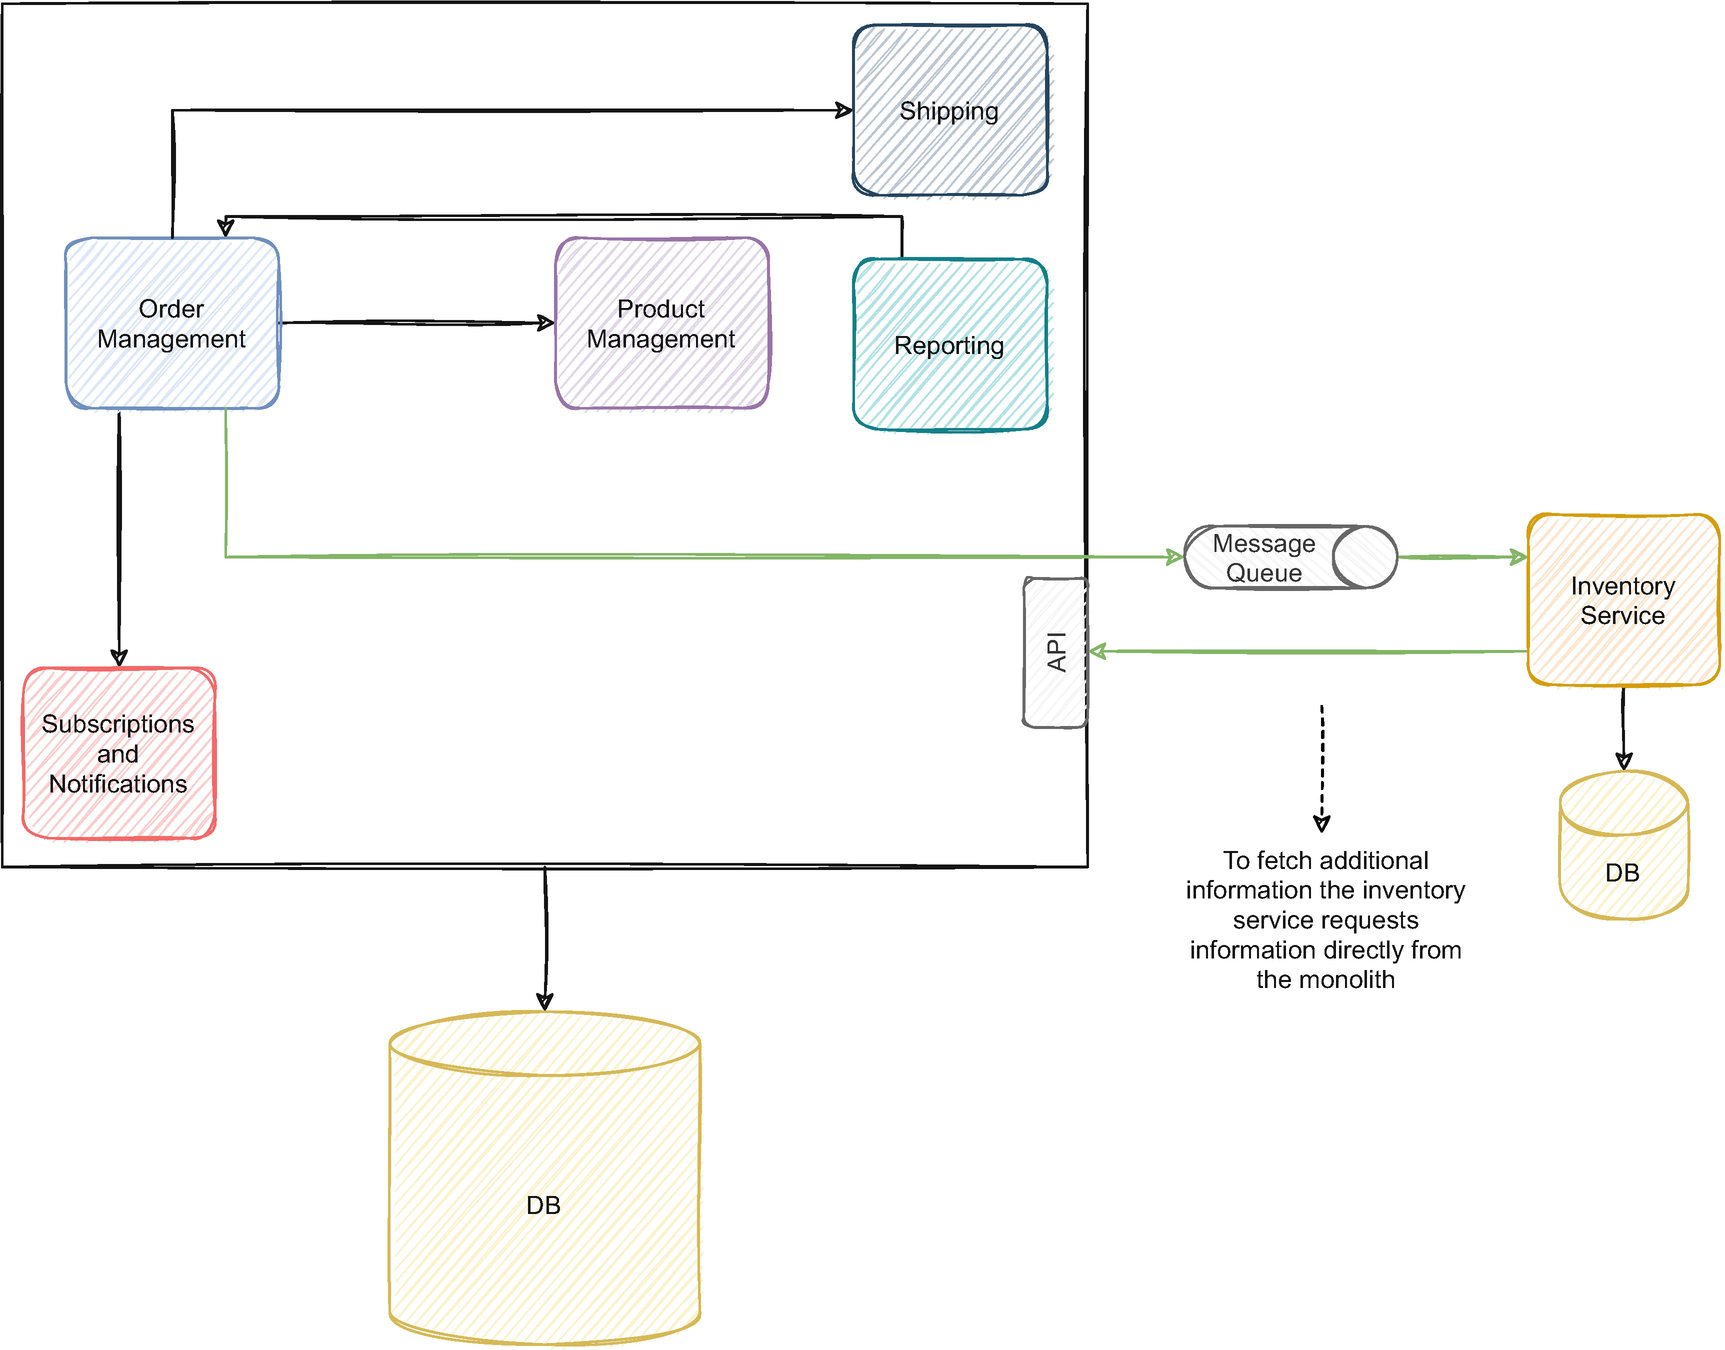 Shipping
Order
Management
Product
Management
Reporting
Message
Queue
Inventory
Service
API
Subscriptions
and
Notifications
To fetch additional
information the inventory
service requests
information directly from
the monolith
DB
DB